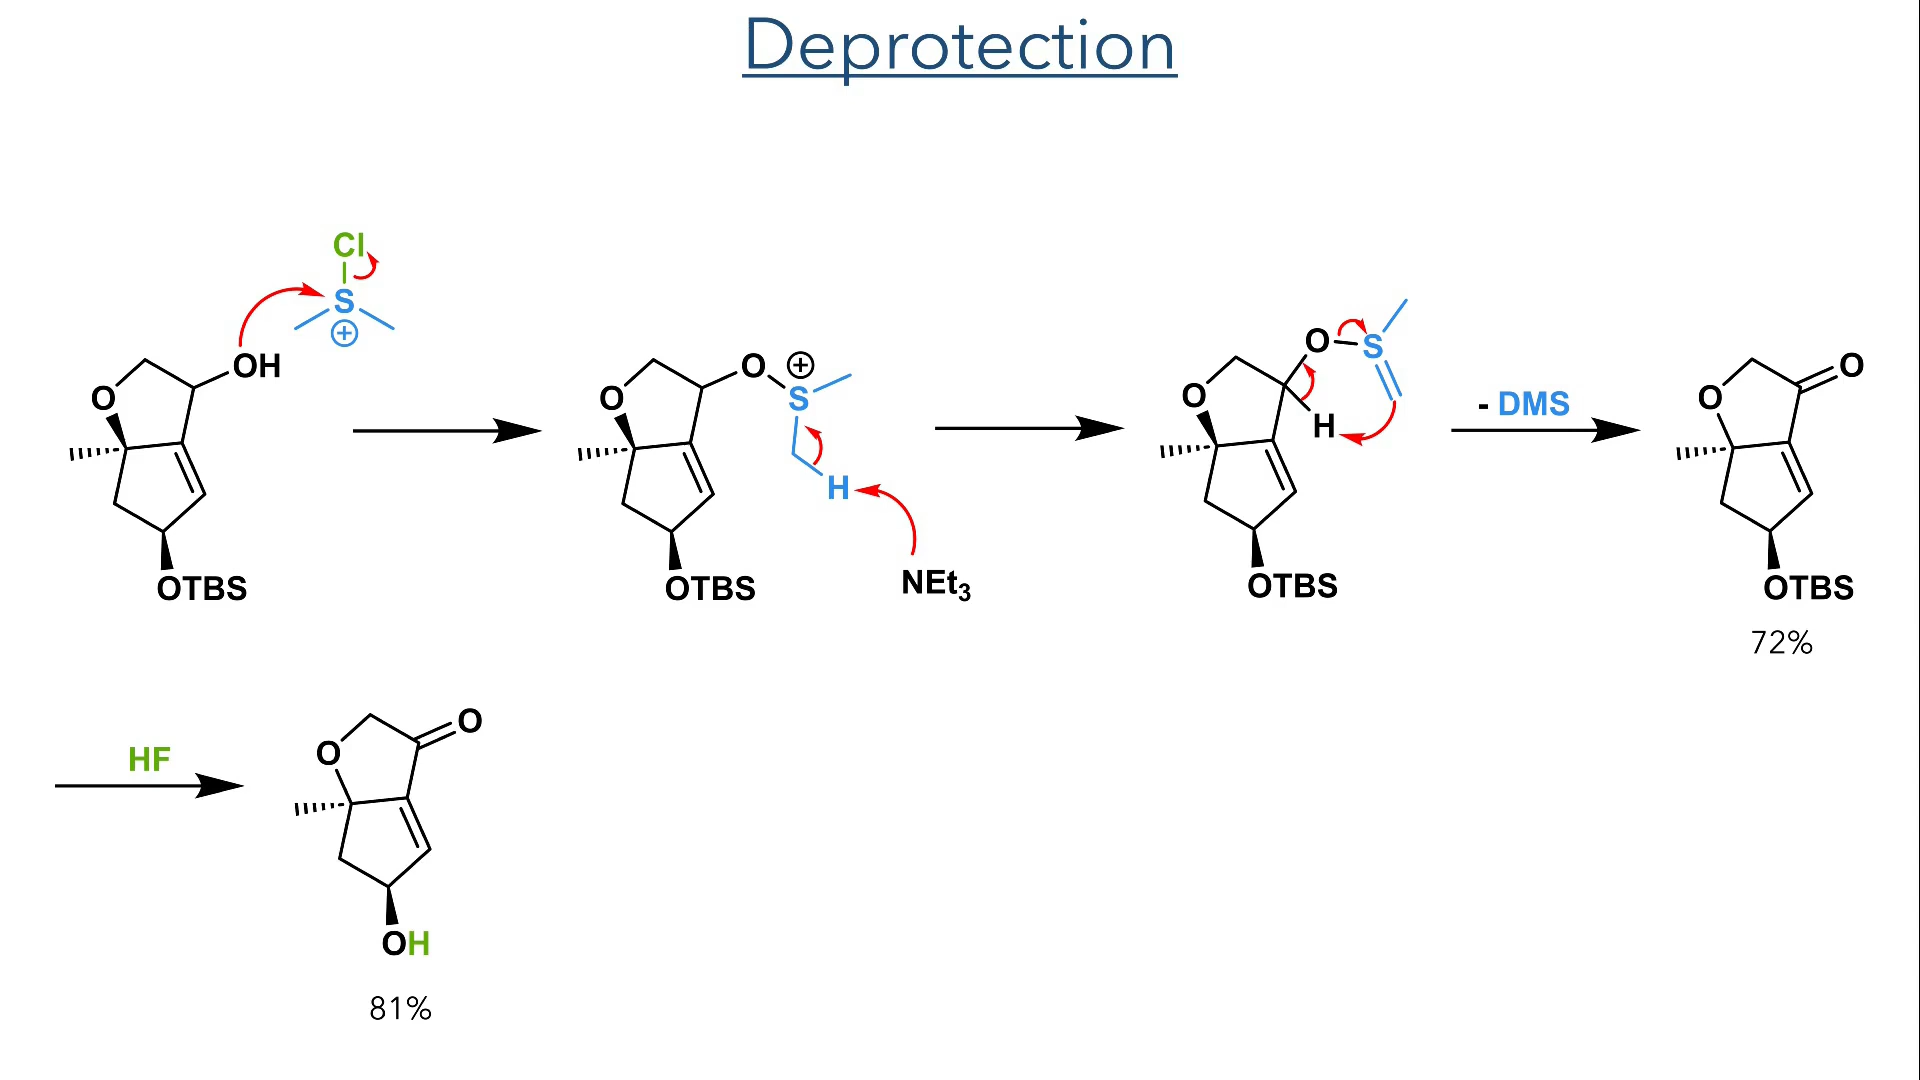 Deprotection
Cl
S
⊕
OH
O
OTBS
O
O
S
⊕
H
OTBS
NEt₃
O
O
S
H
OTBS
- DMS
O
O
OTBS
72%
HF
O
O
OH
81%